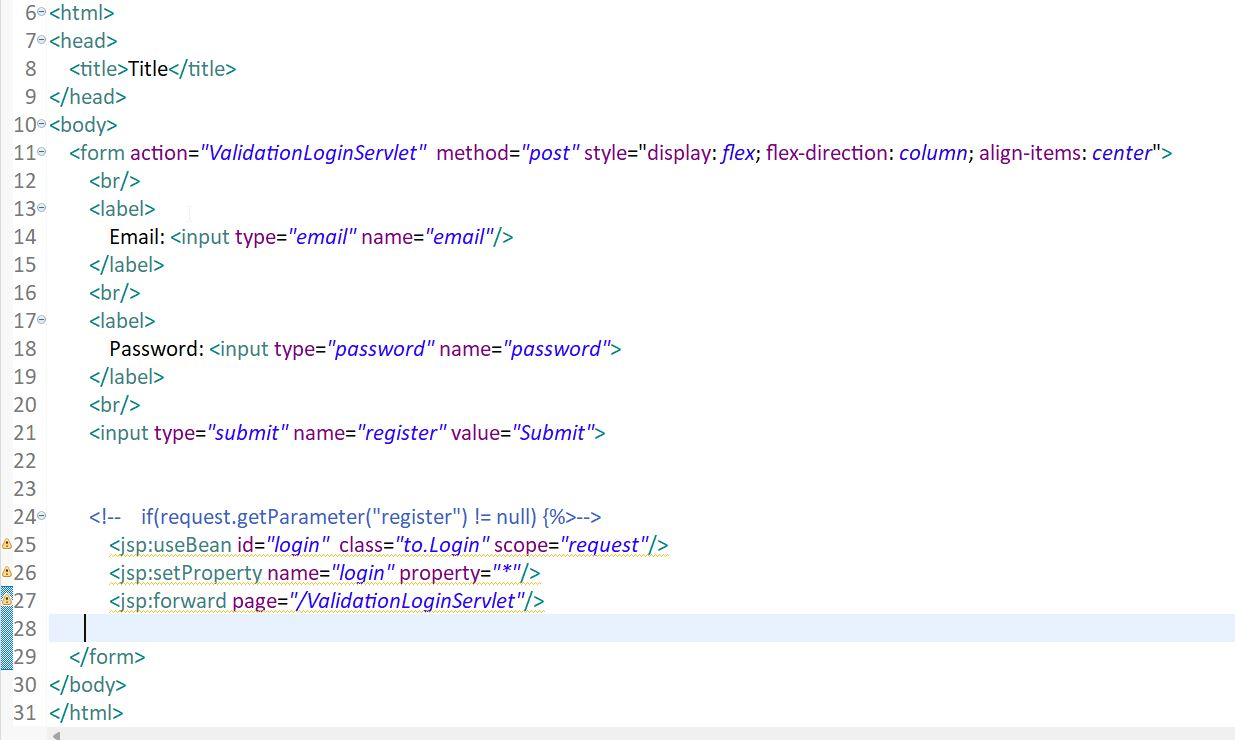 6 <html>
7 <head>
8 <title>Title</title>
9 </head>
10 <body>
11 <form action="ValidationLoginServlet" method="post" style="display: flex; flex-direction: column; align-items: center">
12 <br/>
13 <label>
14 Email: <input type="email" name="email"/>
15 </label>
16 <br/>
17 <label>
18 Password: <input type="password" name="password">
19 </label>
20 <br/>
21 <input type="submit" name="register" value="Submit">
22
23
24 <!-- if(request.getParameter("register") != null) {%>-->
25 <jsp:useBean id="login" class="to.Login" scope="request"/>
26 <jsp:setProperty name="login" property="*"/>
27 <jsp:forward page="/ValidationLoginServlet"/>
28
29 </form>
30 </body>
31 </html>